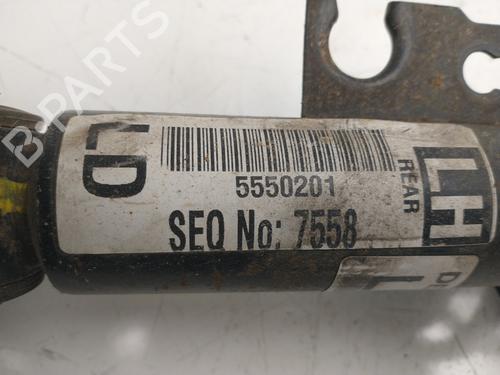 LD
5550201
SEQ No: 7558
REAR
LH
B-PARTS